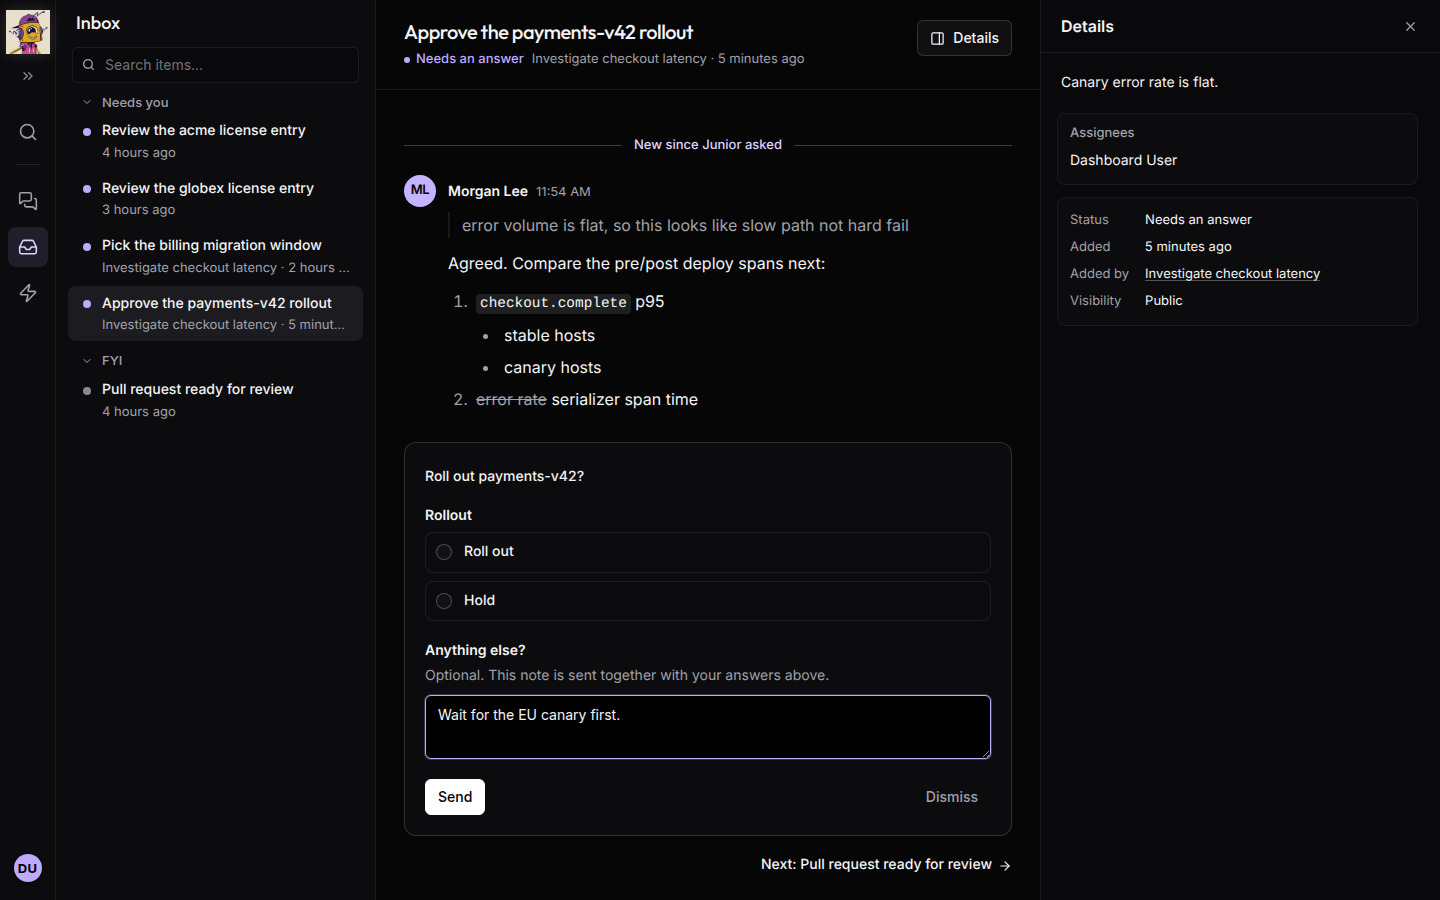 Inbox
Search items...
Needs you
Review the acme license entry
4 hours ago
Review the globex license entry
3 hours ago
Pick the billing migration window
Investigate checkout latency · 2 hours ...
Approve the payments-v42 rollout
Investigate checkout latency · 5 minut...
FYI
Pull request ready for review
4 hours ago
DU
Approve the payments-v42 rollout
Needs an answer Investigate checkout latency · 5 minutes ago
Details
New since Junior asked
ML
Morgan Lee 11:54 AM
error volume is flat, so this looks like slow path not hard fail
Agreed. Compare the pre/post deploy spans next:
1. checkout.complete p95
• stable hosts
• canary hosts
2. error rate serializer span time
Roll out payments-v42?
Rollout
Roll out
Hold
Anything else?
Optional. This note is sent together with your answers above.
Wait for the EU canary first.
Send
Dismiss
Next: Pull request ready for review →
Details
Canary error rate is flat.
Assignees
Dashboard User
Status Needs an answer
Added 5 minutes ago
Added by Investigate checkout latency
Visibility Public